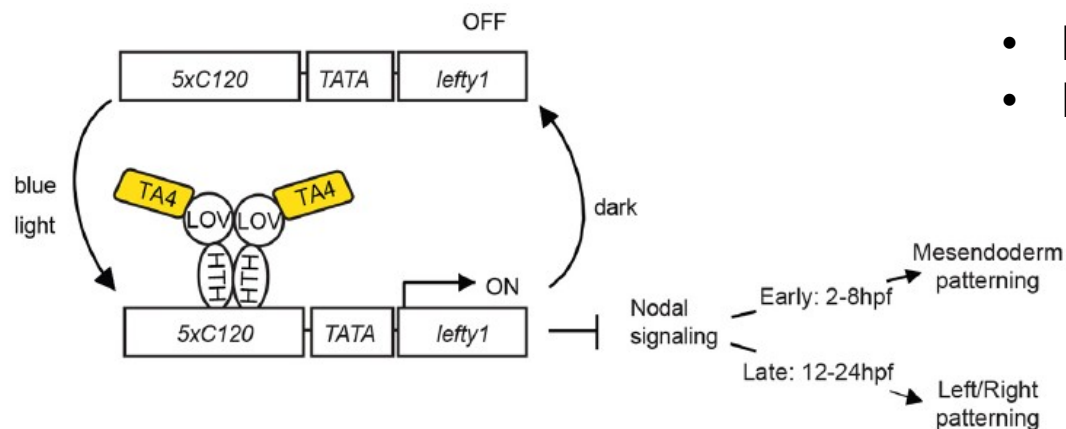 OFF
5xC120 TATA lefty1
blue
light
TA4 TA4
LOV LOV
HTH HTH
dark
ON
5xC120 TATA lefty1
Nodal
signaling
Early: 2-8hpf
Mesendoderm
patterning
Late: 12-24hpf
Left/Right
patterning